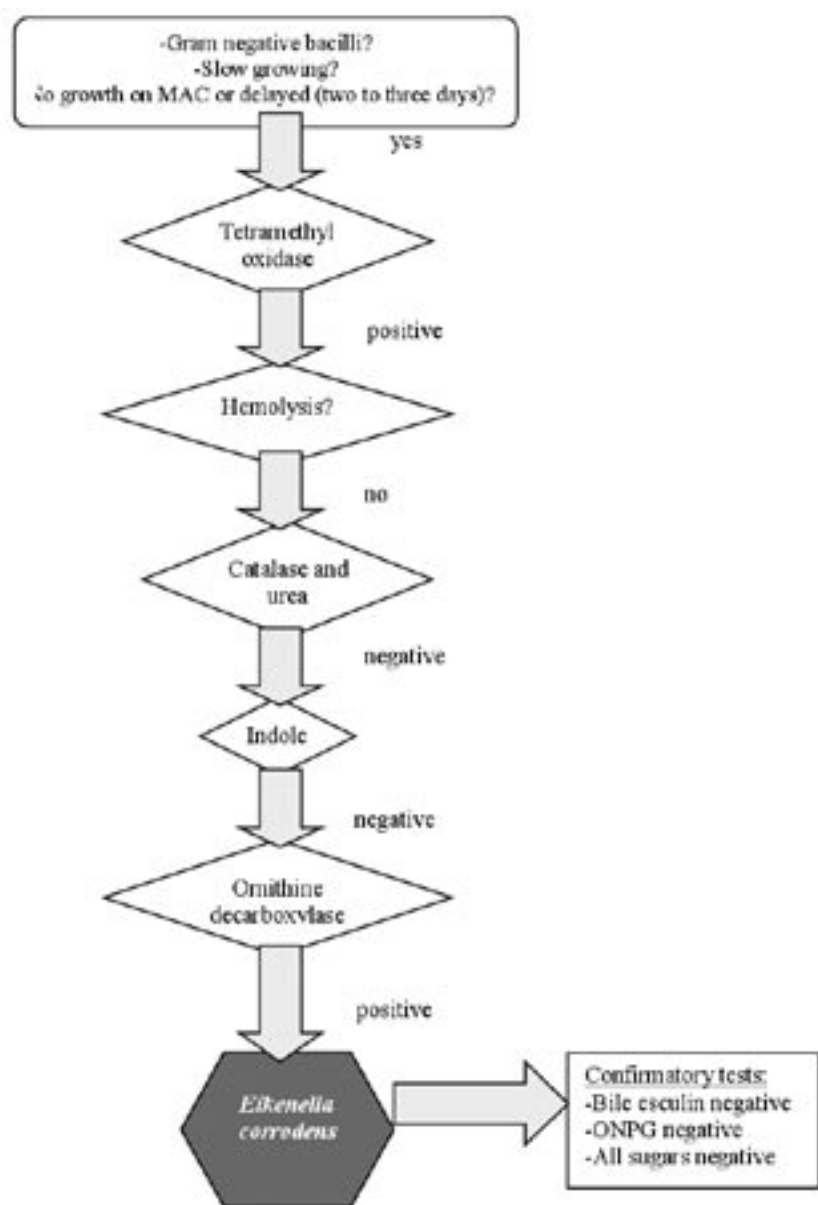 -Gram negative bacilli?
-Slow growing?
No growth on MAC or delayed (two to three days)?
yes
Tetramethyl
oxidase
positive
Hemolysis?
no
Catalase and
urea
negative
Indole
negative
Ornithine
decarboxylase
positive
Eikenella
corrodens
Confirmatory tests:
-Bile esculin negative
-ONPG negative
-All sugars negative